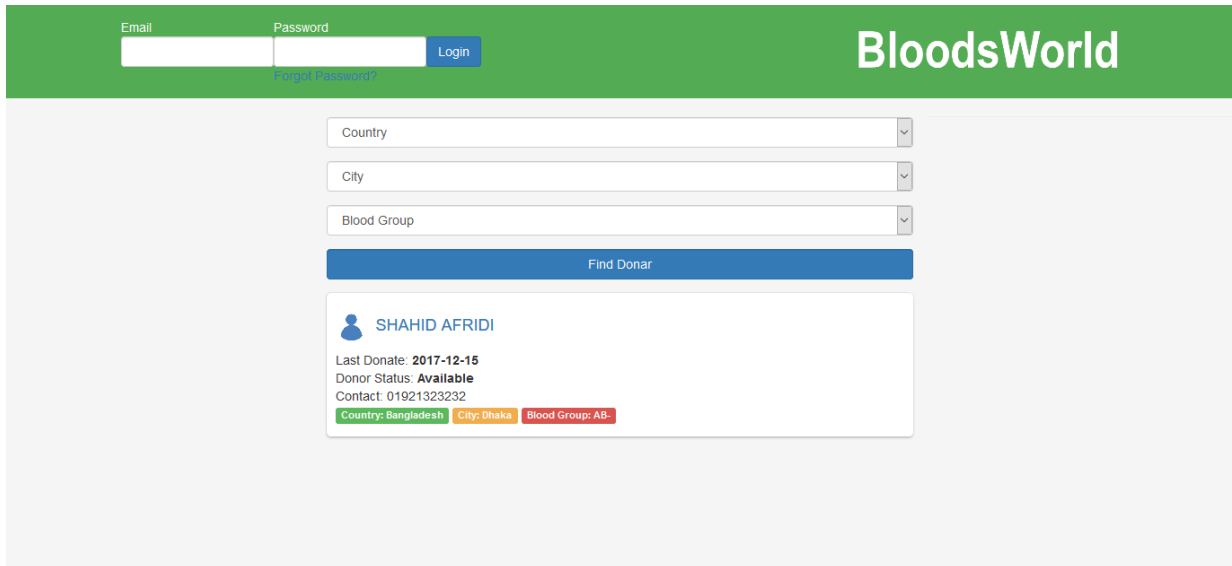 Email Password
Login
Forgot Password?
BloodsWorld
Country
City
Blood Group
Find Donar
SHAHID AFRIDI
Last Donate: 2017-12-15
Donor Status: Available
Contact: 01921323232
Country: Bangladesh City: Dhaka Blood Group: AB-